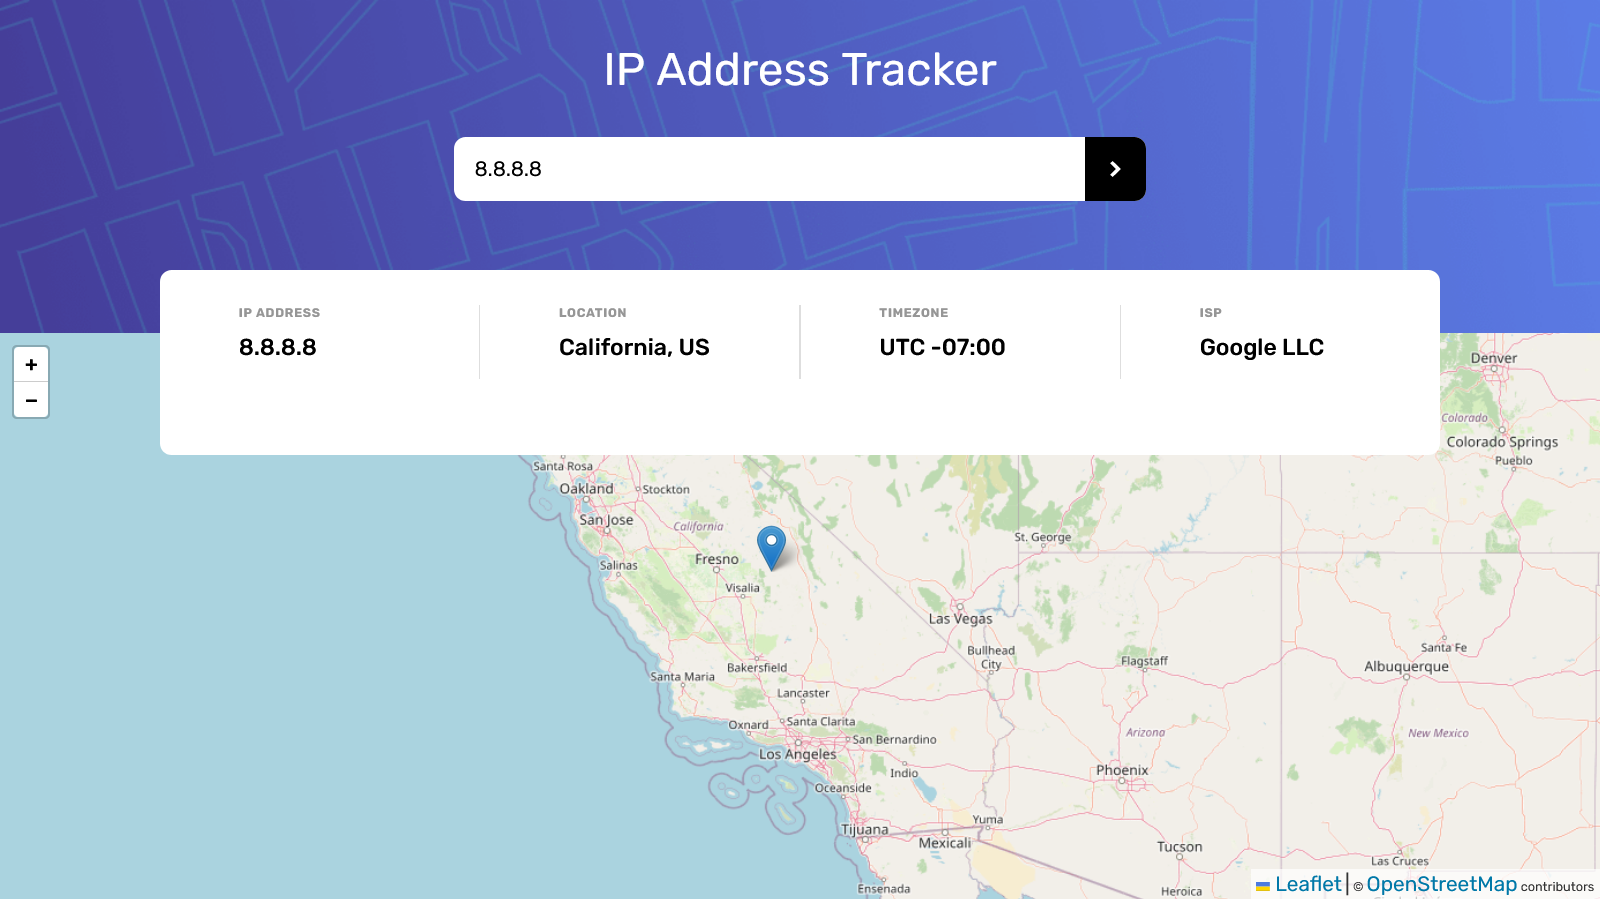 IP Address Tracker
8.8.8.8
IP ADDRESS
8.8.8.8
LOCATION
California, US
TIMEZONE
UTC -07:00
ISP
Google LLC
+
−
Denver
Colorado
Colorado Springs
Pueblo
Santa Rosa
Oakland
Stockton
San Jose
California
St. George
Fresno
Salinas
Visalia
Las Vegas
Bullhead
City
Santa Fe
Flagstaff
Albuquerque
Bakersfield
Santa Maria
Lancaster
Oxnard
Santa Clarita
San Bernardino
Arizona
New Mexico
Los Angeles
Indio
Phoenix
Oceanside
Yuma
Tijuana
Mexicali
Tucson
Las Cruces
Ensenada
Heroica
Leaflet | © OpenStreetMap contributors